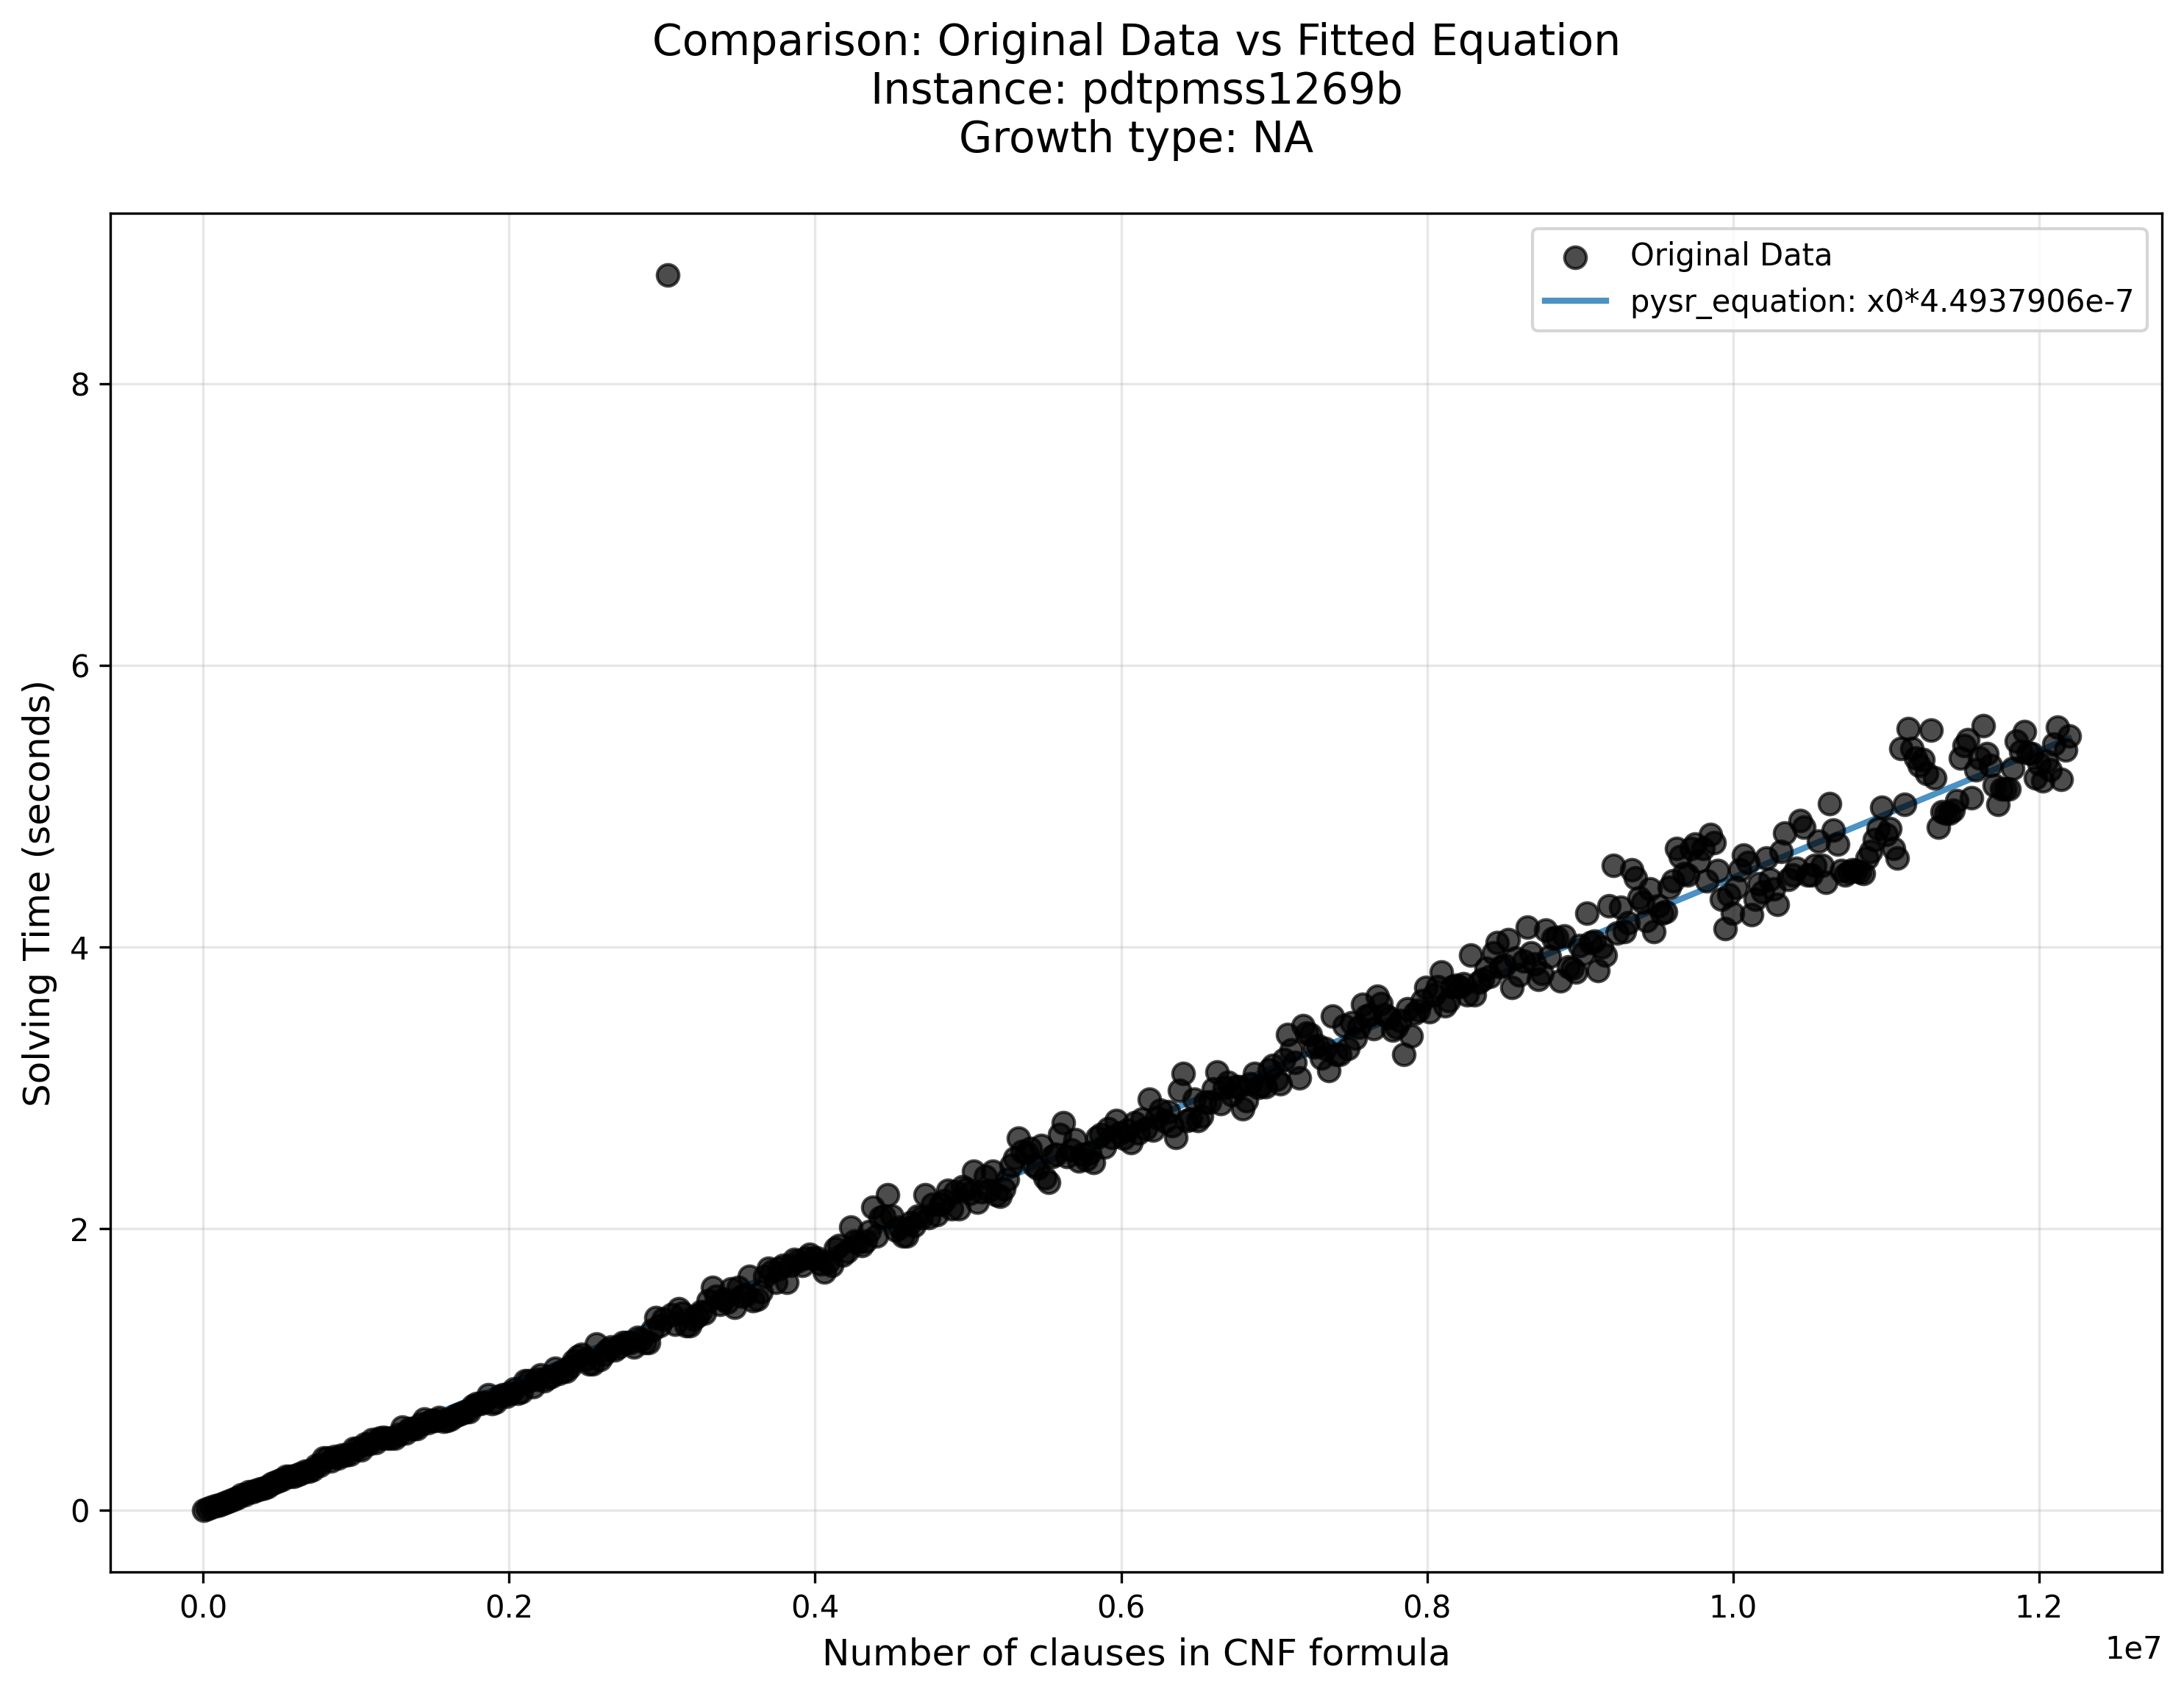 Comparison: Original Data vs Fitted Equation
Instance: pdtpmss1269b
Growth type: NA
Original Data
pysr_equation: x0*4.4937906e-7
8
6
4
2
0
Solving Time (seconds)
0.0 0.2 0.4 0.6 0.8 1.0 1.2
1e7
Number of clauses in CNF formula